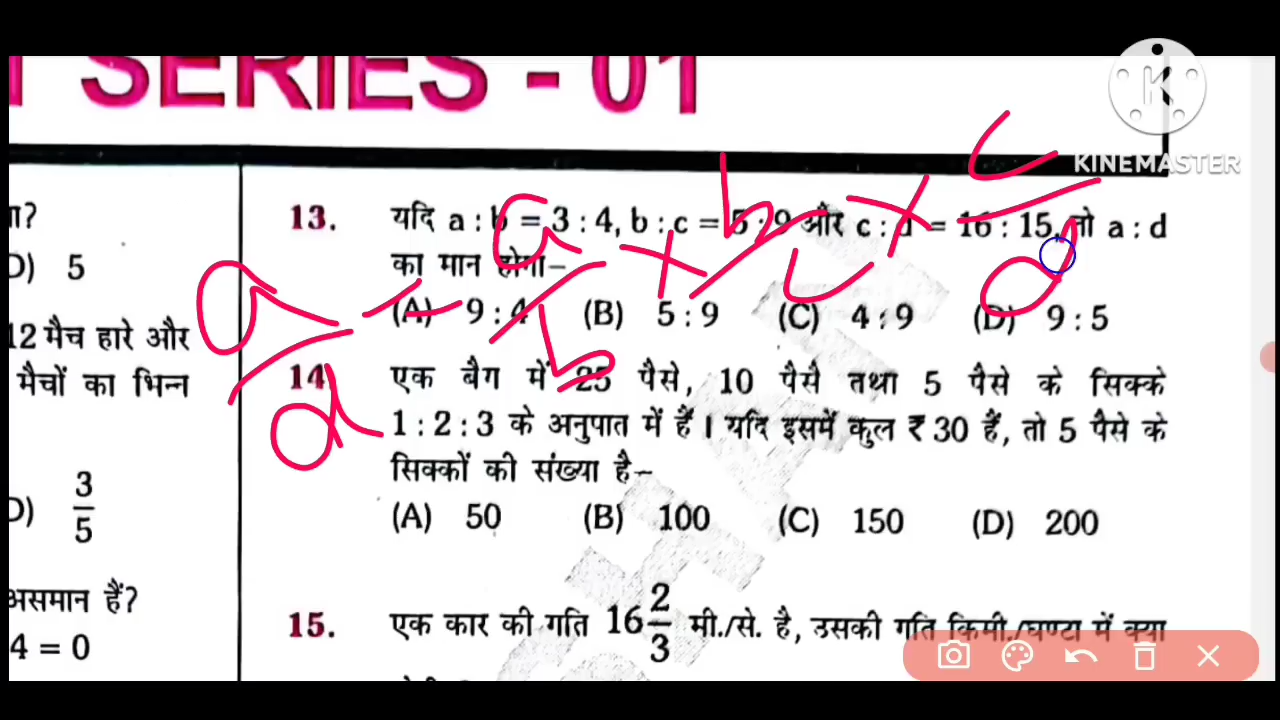 T SERIES - 01
KINEMASTER
ता?
D) 5
12 मैच हारे और
मैचों का भिन्न
D) 3/5
असमान हैं?
4 = 0
13. यदि a : b = 3 : 4, b : c = 5 : 9 और c : d = 16 : 15, तो a : d
का मान होगा–
(A) 9 : 4 (B) 5 : 9 (C) 4 : 9 (D) 9 : 5
a/d = a/b × b/c × c/d
14 एक बैग में 25 पैसे, 10 पैसे तथा 5 पैसे के सिक्के
1 : 2 : 3 के अनुपात में हैं। यदि इसमें कुल ₹ 30 हैं, तो 5 पैसे के
सिक्कों की संख्या है–
(A) 50 (B) 100 (C) 150 (D) 200
15. एक कार की गति 16 2/3 मी./से. है, उसकी गति किमी./घण्टा में क्या